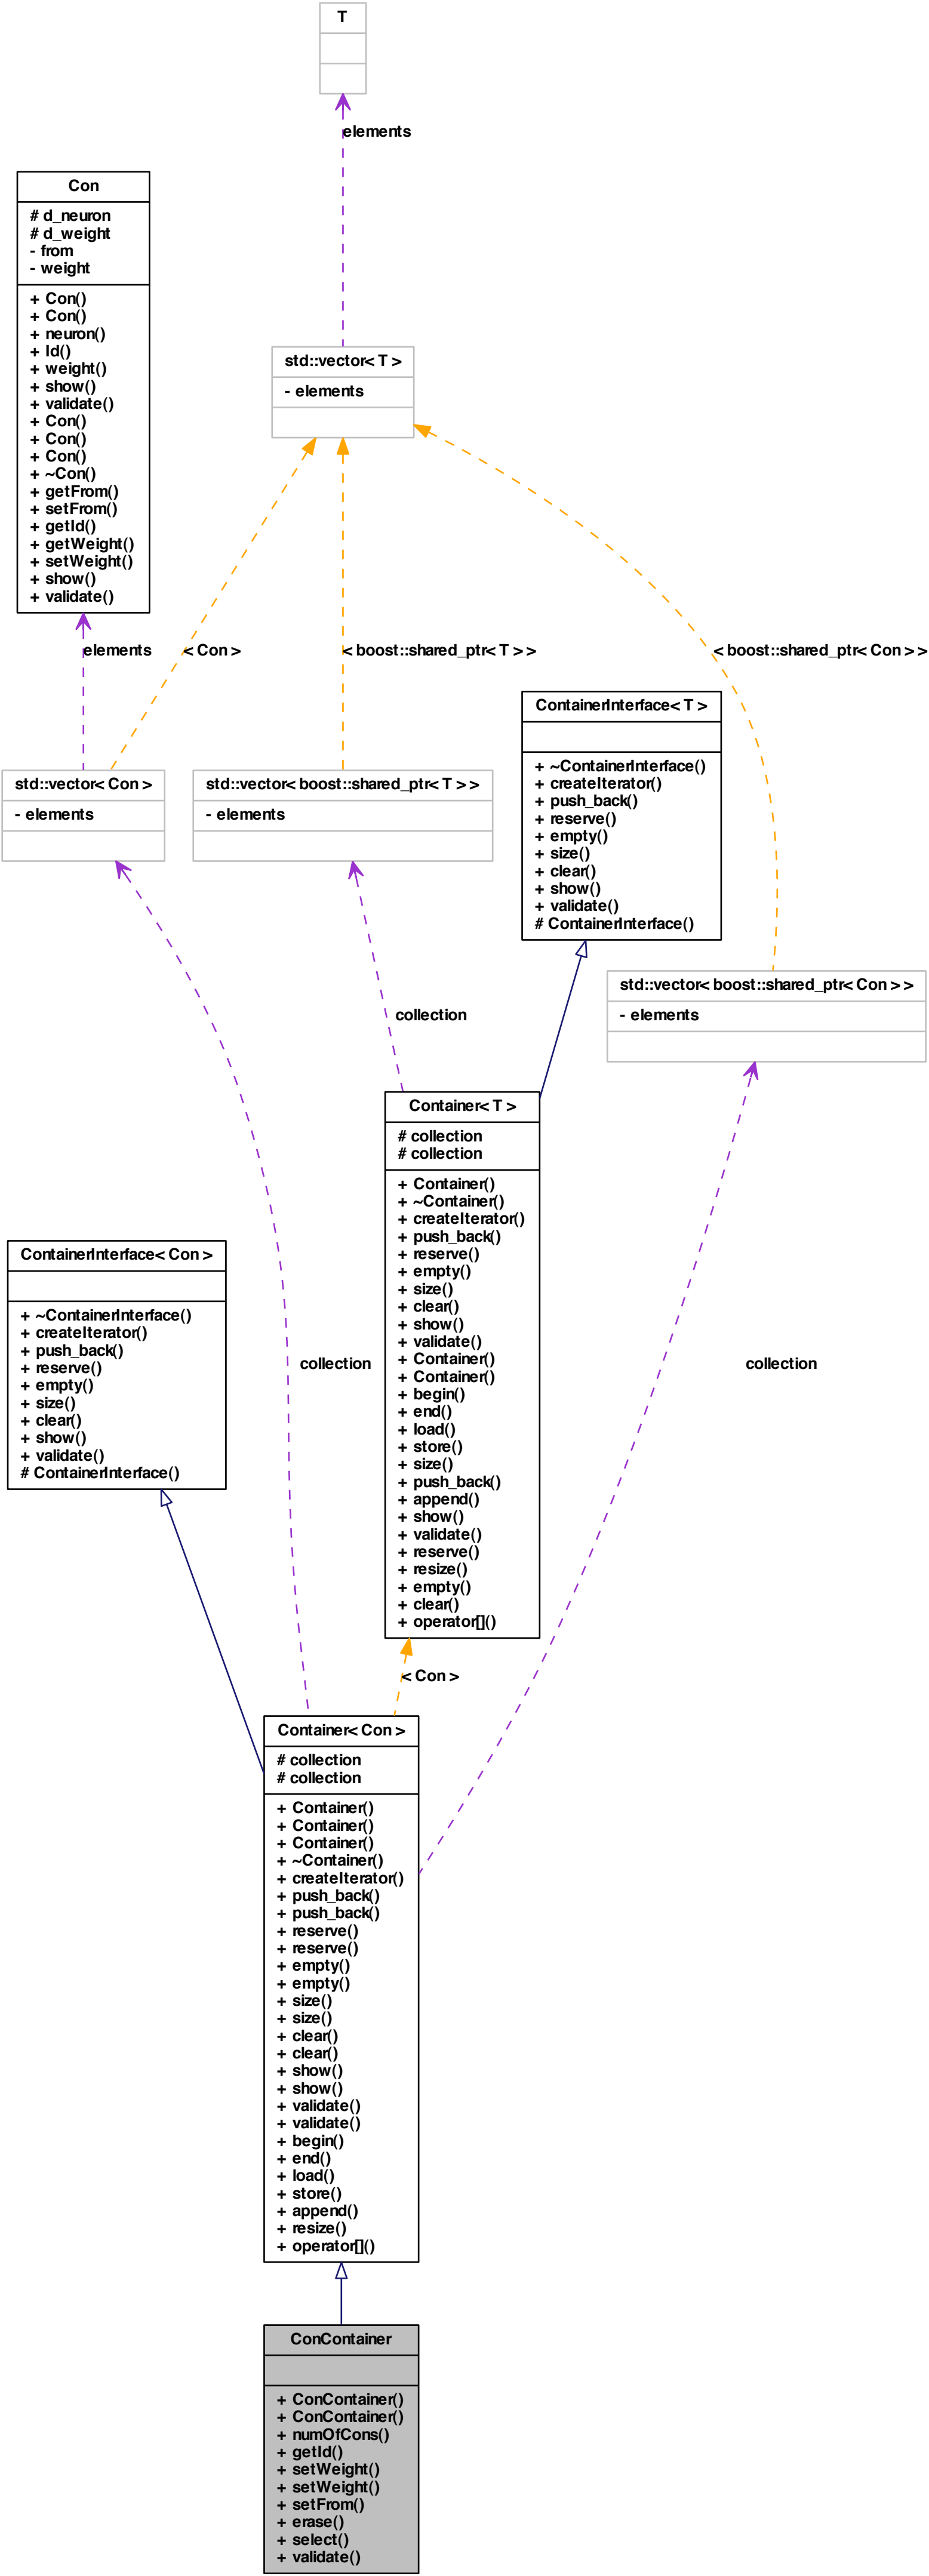 T
elements
Con
# d_neuron
# d_weight
- from
- weight
+ Con()
+ Con()
+ neuron()
+ Id()
+ weight()
+ show()
+ validate()
+ Con()
+ Con()
+ Con()
+ ~Con()
+ getFrom()
+ setFrom()
+ getId()
+ getWeight()
+ setWeight()
+ show()
+ validate()
std::vector< T >
- elements
elements
< Con >
< boost::shared_ptr< T > >
< boost::shared_ptr< Con > >
std::vector< Con >
- elements
std::vector< boost::shared_ptr< T > >
- elements
ContainerInterface< T >
+ ~ContainerInterface()
+ createIterator()
+ push_back()
+ reserve()
+ empty()
+ size()
+ clear()
+ show()
+ validate()
# ContainerInterface()
std::vector< boost::shared_ptr< Con > >
- elements
collection
Container< T >
# collection
# collection
+ Container()
+ ~Container()
+ createIterator()
+ push_back()
+ reserve()
+ empty()
+ size()
+ clear()
+ show()
+ validate()
+ Container()
+ Container()
+ begin()
+ end()
+ load()
+ store()
+ size()
+ push_back()
+ append()
+ show()
+ validate()
+ reserve()
+ resize()
+ empty()
+ clear()
+ operator[]()
ContainerInterface< Con >
+ ~ContainerInterface()
+ createIterator()
+ push_back()
+ reserve()
+ empty()
+ size()
+ clear()
+ show()
+ validate()
# ContainerInterface()
collection
collection
< Con >
Container< Con >
# collection
# collection
+ Container()
+ Container()
+ Container()
+ ~Container()
+ createIterator()
+ push_back()
+ push_back()
+ reserve()
+ reserve()
+ empty()
+ empty()
+ size()
+ size()
+ clear()
+ clear()
+ show()
+ show()
+ validate()
+ validate()
+ begin()
+ end()
+ load()
+ store()
+ append()
+ resize()
+ operator[]()
ConContainer
+ ConContainer()
+ ConContainer()
+ numOfCons()
+ getId()
+ setWeight()
+ setWeight()
+ setFrom()
+ erase()
+ select()
+ validate()